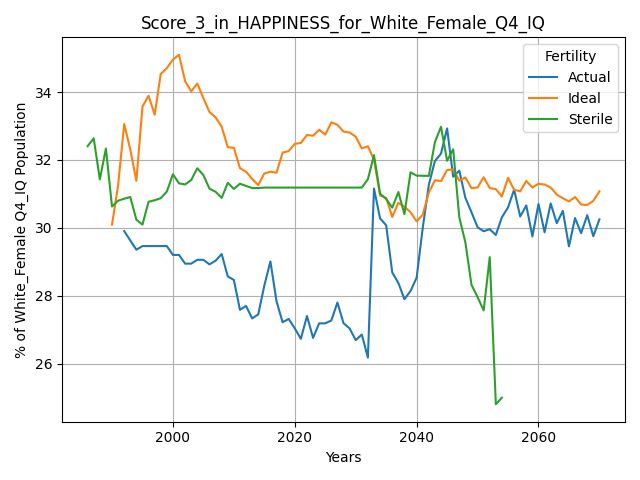 Score_3_in_HAPPINESS_for_White_Female_Q4_IQ
Fertility
Actual
Ideal
Sterile
% of White_Female Q4_IQ Population
34
32
30
28
26
2000
2020
2040
2060
Years